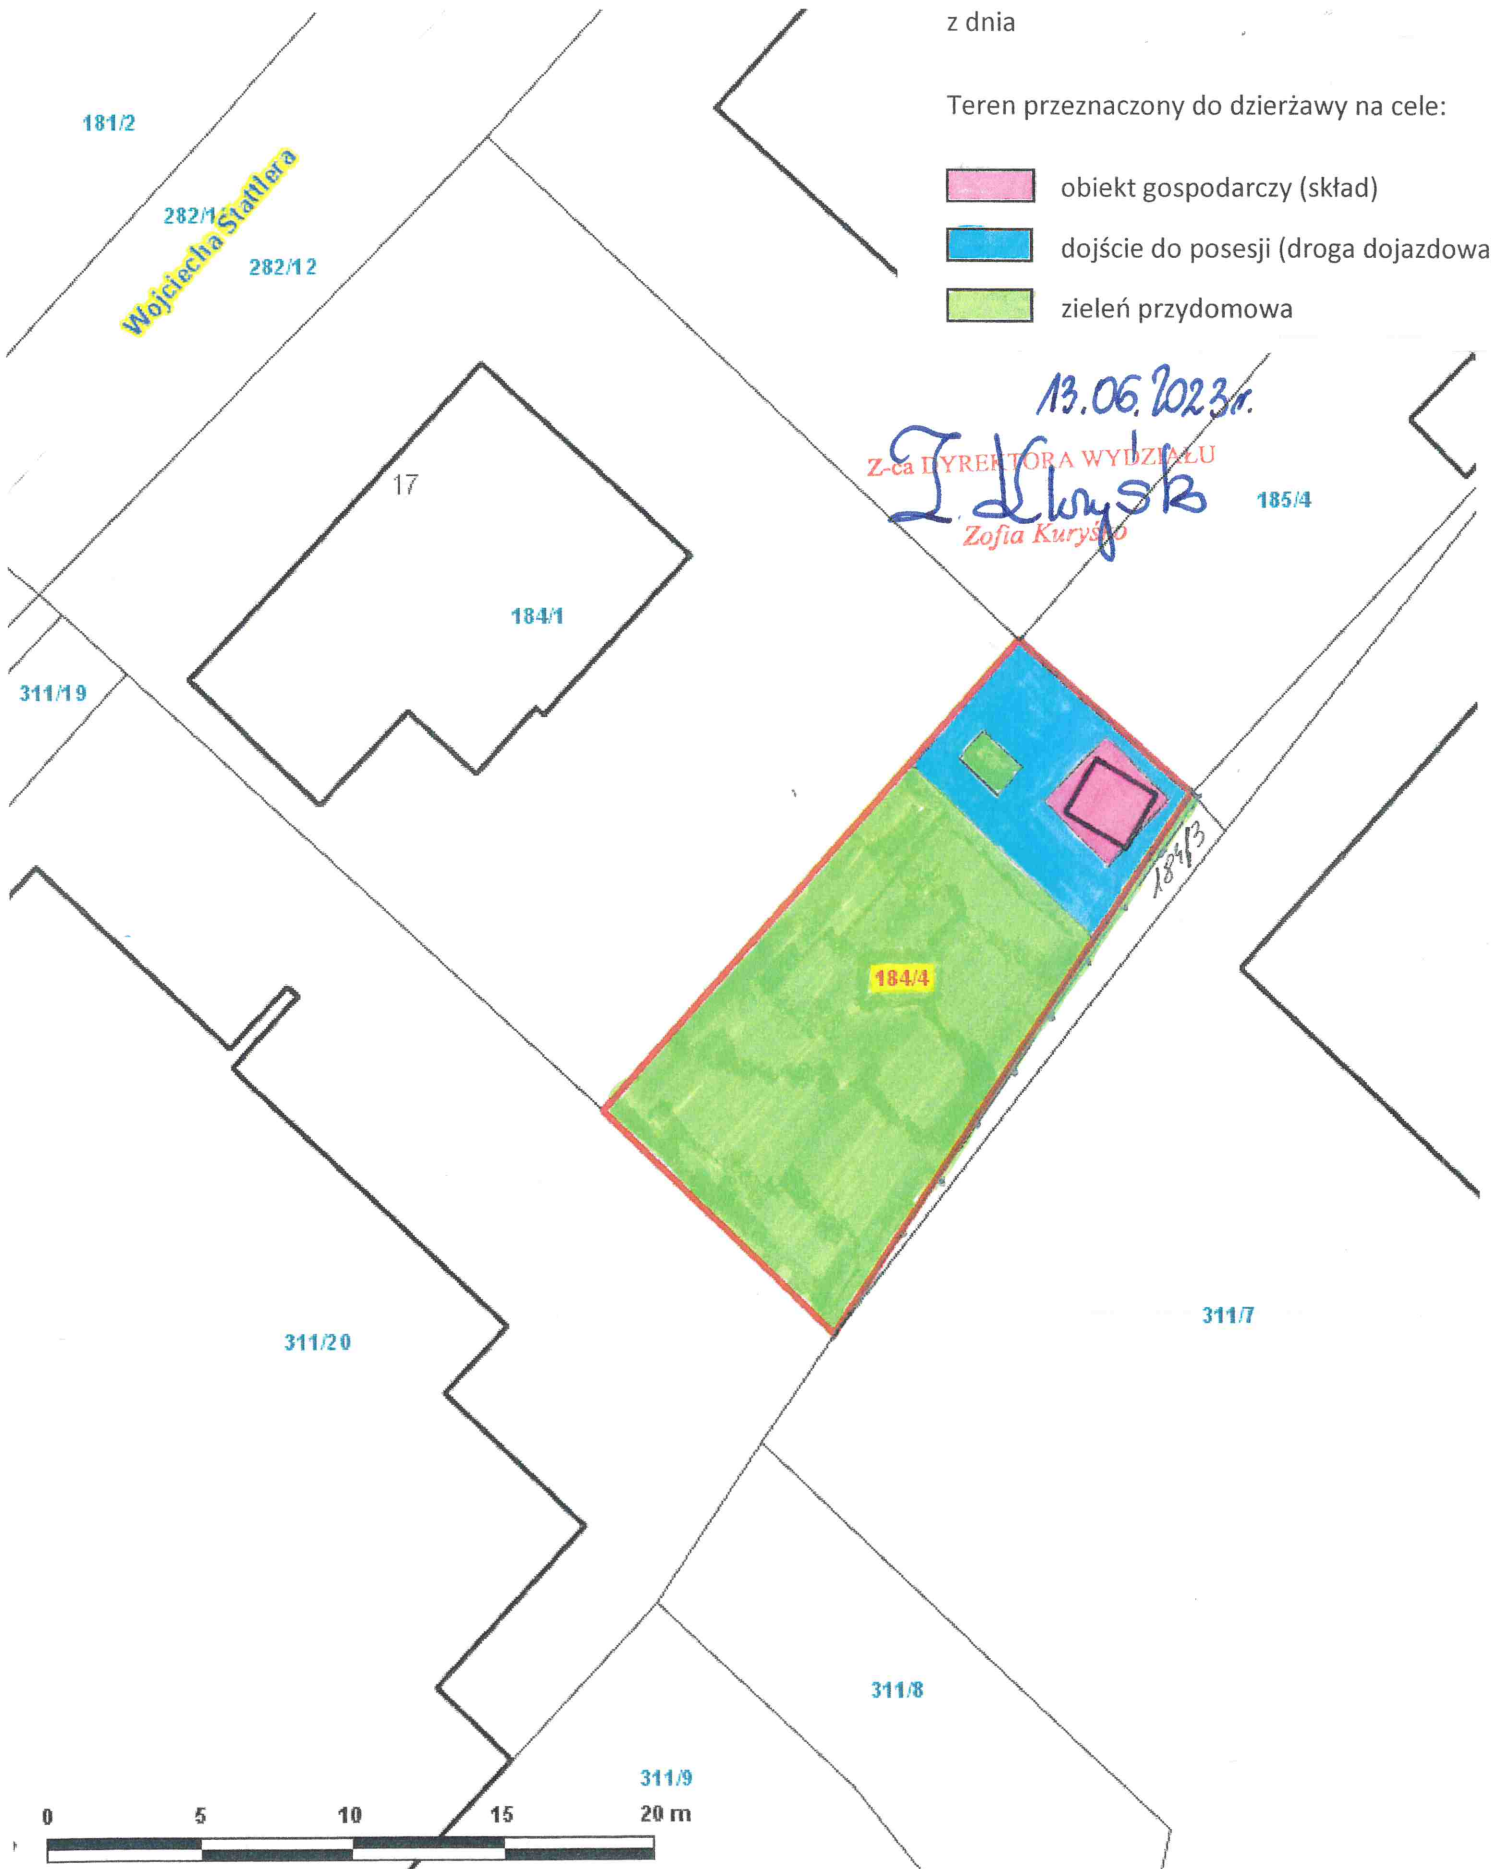 z dnia
Teren przeznaczony do dzierżawy na cele:
obiekt gospodarczy (skład)
dojście do posesji (droga dojazdowa
zieleń przydomowa
181/2
282/1
Wojciecha Stattlera
282/12
13.06.2023r.
Z-ca DYREKTORA WYDZIAŁU
Zofia Kuryśko
17
185/4
184/1
311/19
184/3
184/4
311/20
311/7
311/8
311/9
0 5 10 15 20 m